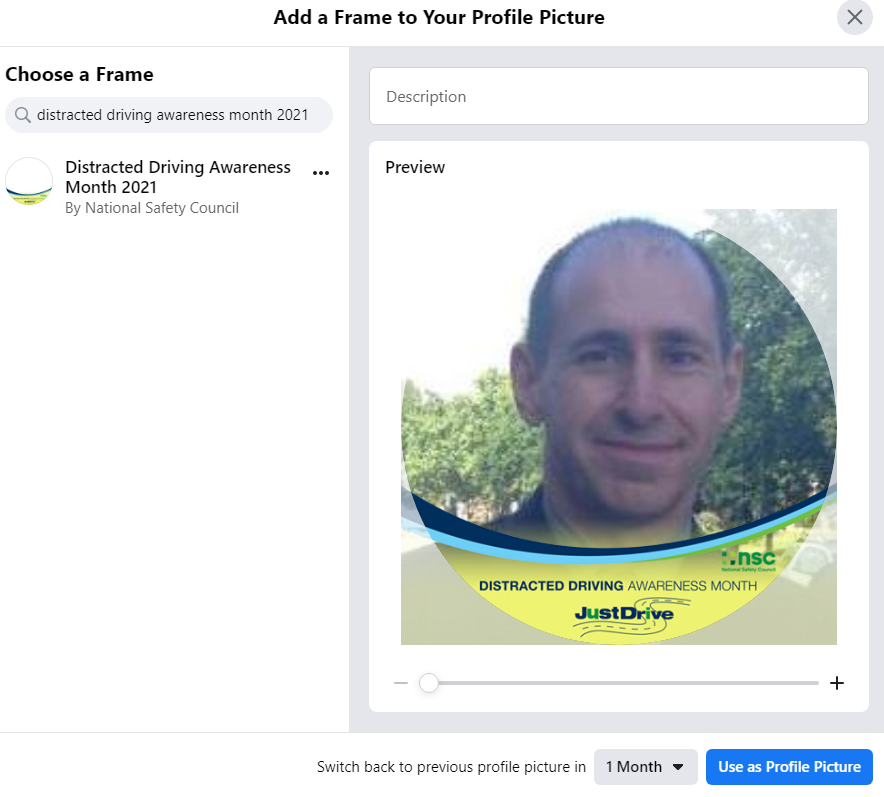 Add a Frame to Your Profile Picture
Choose a Frame
distracted driving awareness month 2021
Distracted Driving Awareness
Month 2021
By National Safety Council
Description
Preview
nsc
National Safety Council
DISTRACTED DRIVING AWARENESS MONTH
JustDrive
Switch back to previous profile picture in
1 Month
Use as Profile Picture